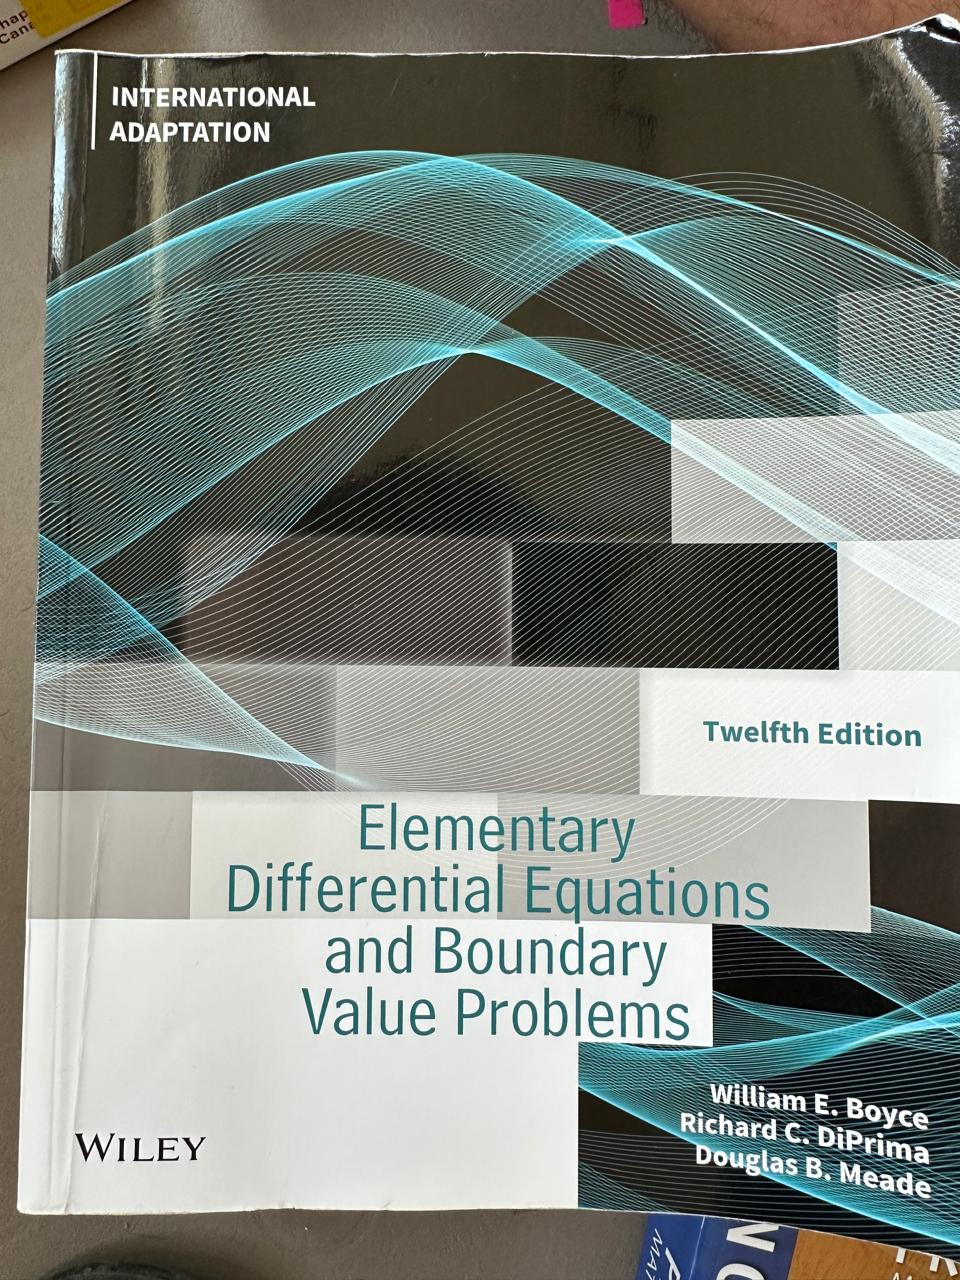 INTERNATIONAL
ADAPTATION
Twelfth Edition
Elementary
Differential Equations
and Boundary
Value Problems
William E. Boyce
Richard C. DiPrima
Douglas B. Meade
WILEY